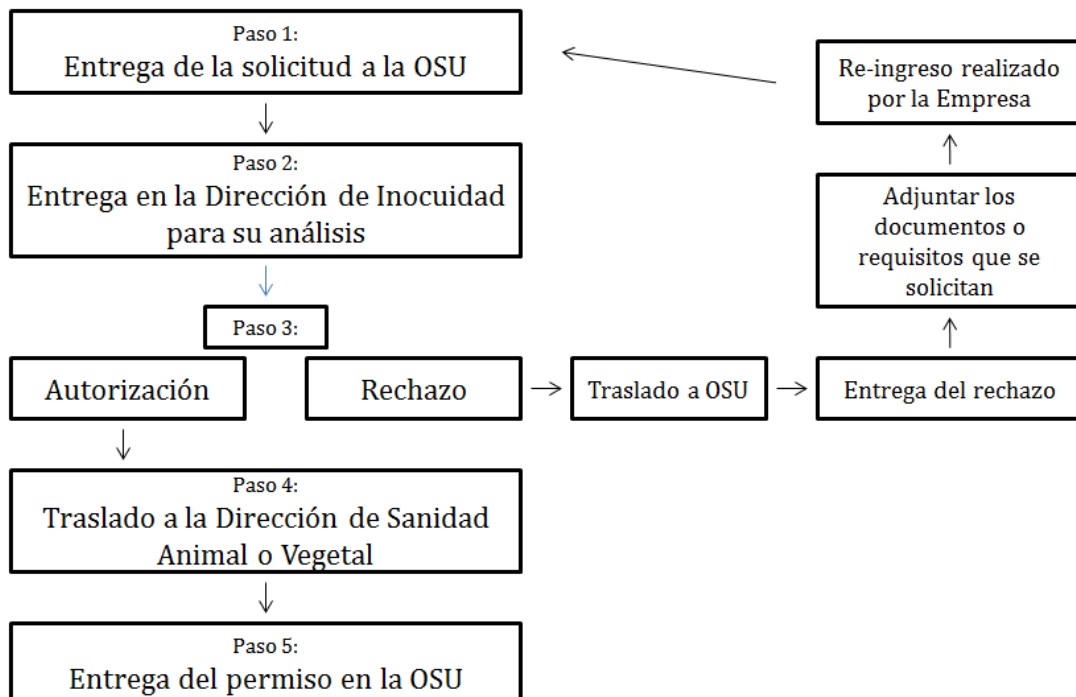 Paso 1:
Entrega de la solicitud a la OSU
Paso 2:
Entrega en la Dirección de Inocuidad
para su análisis
Paso 3:
Autorización
Rechazo
Traslado a OSU
Entrega del rechazo
Adjuntar los
documentos o
requisitos que se
solicitan
Re-ingreso realizado
por la Empresa
Paso 4:
Traslado a la Dirección de Sanidad
Animal o Vegetal
Paso 5:
Entrega del permiso en la OSU